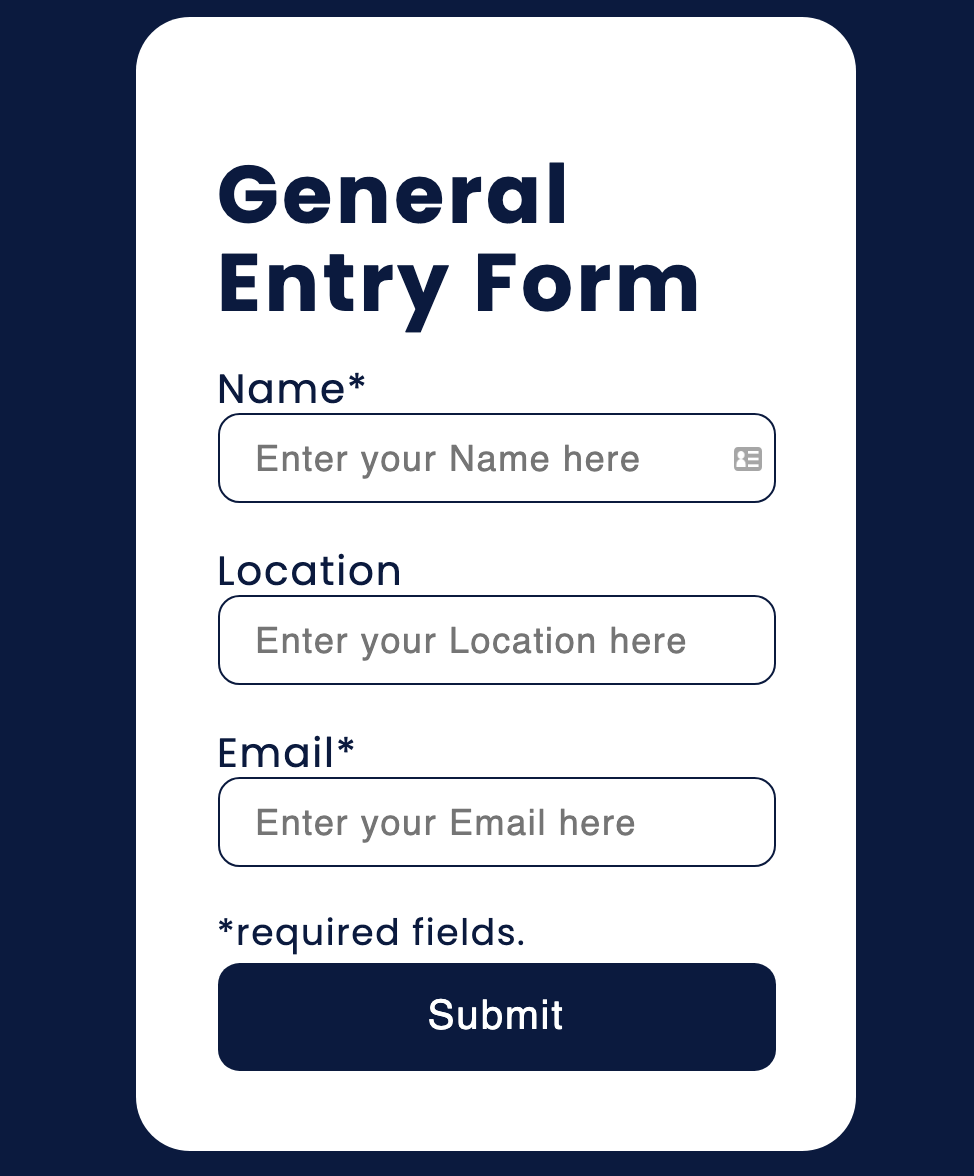 General
Entry Form
Name*
Enter your Name here
Location
Enter your Location here
Email*
Enter your Email here
*required fields.
Submit